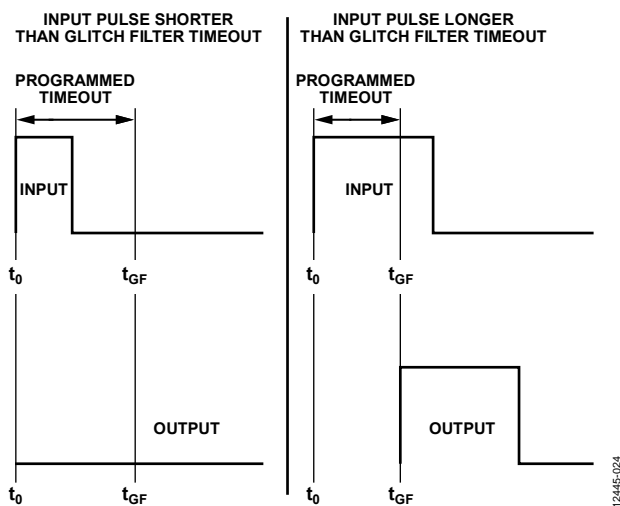 INPUT PULSE SHORTER
THAN GLITCH FILTER TIMEOUT
PROGRAMMED
TIMEOUT
INPUT
t0
tGF
OUTPUT
t0
tGF
INPUT PULSE LONGER
THAN GLITCH FILTER TIMEOUT
PROGRAMMED
TIMEOUT
INPUT
t0
tGF
OUTPUT
t0
tGF
12445-024